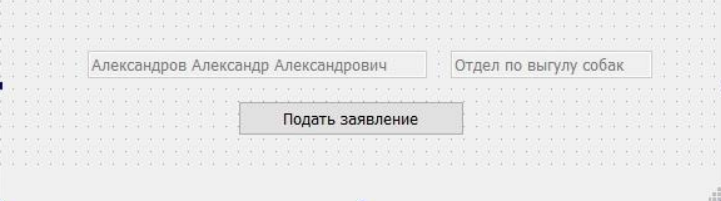 Александров Александр Александрович Отдел по выгулу собак
Подать заявление